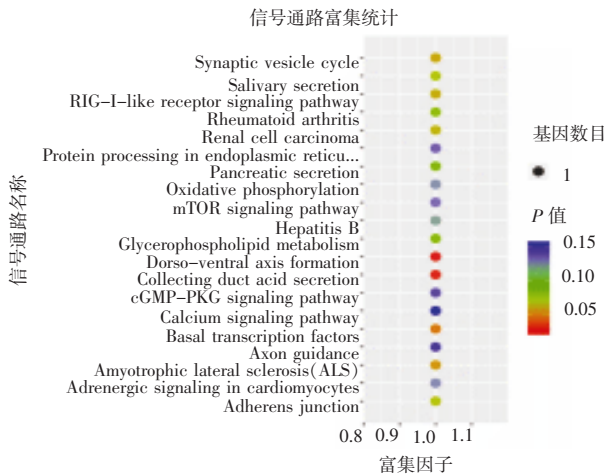 信号通路富集统计
Synaptic vesicle cycle
Salivary secretion
RIG-I-like receptor signaling pathway
Rheumatoid arthritis
Renal cell carcinoma
Protein processing in endoplasmic reticu...
Pancreatic secretion
Oxidative phosphorylation
mTOR signaling pathway
Hepatitis B
Glycerophospholipid metabolism
Dorso-ventral axis formation
Collecting duct acid secretion
cGMP-PKG signaling pathway
Calcium signaling pathway
Basal transcription factors
Axon guidance
Amyotrophic lateral sclerosis(ALS)
Adrenergic signaling in cardiomyocytes
Adherens junction
信号通路名称
0.8 0.9 1.0 1.1
富集因子
基因数目
1
P 值
0.15
0.10
0.05